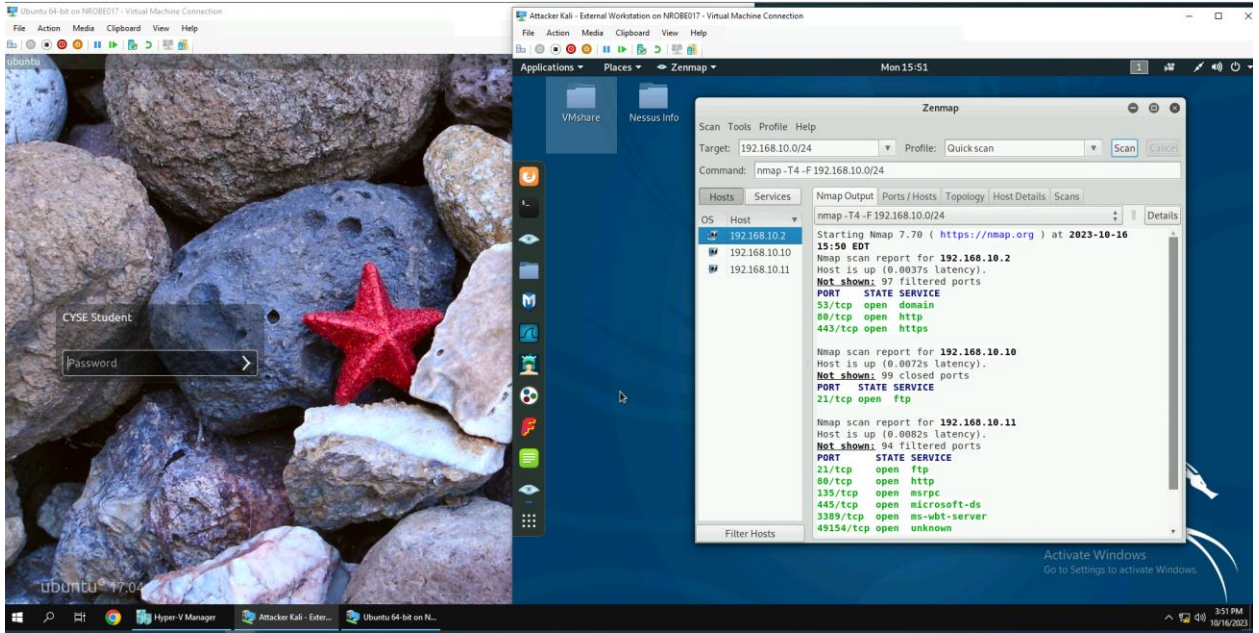 Ubuntu 64-bit on NROBE017 - Virtual Machine Connection
File Action Media Clipboard View Help
ubuntu
CYSE Student
Password
ubuntu® 17.04
Attacker Kali - External Workstation on NROBE017 - Virtual Machine Connection
File Action Media Clipboard View Help
Applications Places Zenmap Mon 15:51 1
VMshare Nessus Info
Zenmap
Scan Tools Profile Help
Target: 192.168.10.0/24 Profile: Quick scan Scan Cancel
Command: nmap -T4 -F 192.168.10.0/24
Hosts Services Nmap Output Ports / Hosts Topology Host Details Scans
OS Host
192.168.10.2
192.168.10.10
192.168.10.11
Filter Hosts
nmap -T4 -F 192.168.10.0/24 Details
Starting Nmap 7.70 ( https://nmap.org ) at 2023-10-16
15:50 EDT
Nmap scan report for 192.168.10.2
Host is up (0.0037s latency).
Not shown: 97 filtered ports
PORT STATE SERVICE
53/tcp open domain
80/tcp open http
443/tcp open https
Nmap scan report for 192.168.10.10
Host is up (0.0072s latency).
Not shown: 99 closed ports
PORT STATE SERVICE
21/tcp open ftp
Nmap scan report for 192.168.10.11
Host is up (0.0082s latency).
Not shown: 94 filtered ports
PORT STATE SERVICE
21/tcp open ftp
80/tcp open http
135/tcp open msrpc
445/tcp open microsoft-ds
3389/tcp open ms-wbt-server
49154/tcp open unknown
Activate Windows
Go to Settings to activate Windows.
Hyper-V Manager Attacker Kali - Exter... Ubuntu 64-bit on N...
3:51 PM
10/16/2023